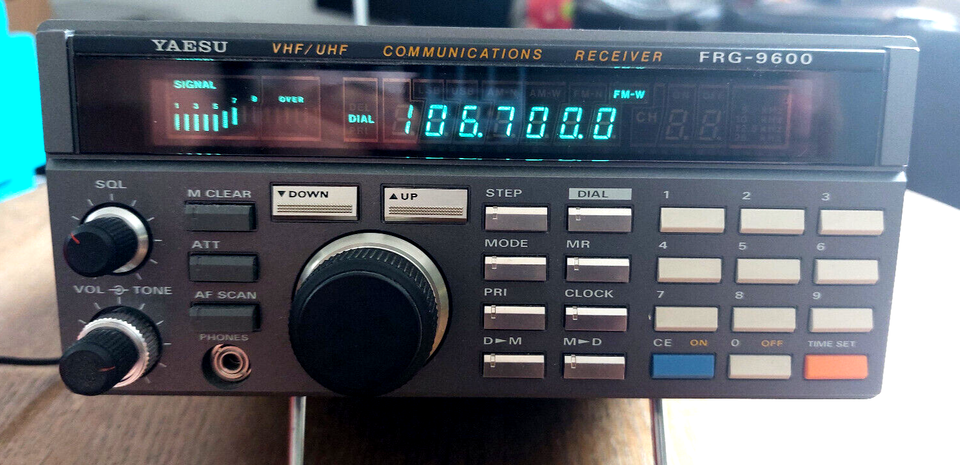 YAESU VHF/UHF COMMUNICATIONS RECEIVER FRG-9600
SIGNAL
1 3 5 7 9 OVER
FM-W
DIAL 106.700.0 CH
SQL
M CLEAR ▼DOWN ▲UP STEP DIAL 1 2 3
ATT MODE MR 4 5 6
VOL TONE AF SCAN PRI CLOCK 7 8 9
PHONES D►M M►D CE ON 0 OFF TIME SET